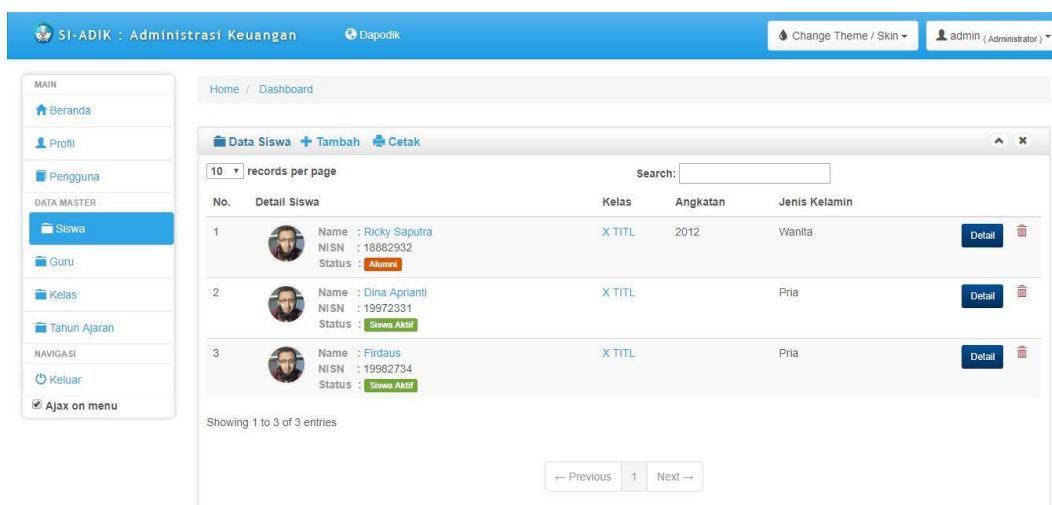 SI-ADIK : Administrasi Keuangan Dapodik Change Theme / Skin admin ( Administrator )
MAIN
Beranda
Profil
Pengguna
DATA MASTER
Siswa
Guru
Kelas
Tahun Ajaran
NAVIGASI
Keluar
Ajax on menu
Home / Dashboard
Data Siswa Tambah Cetak
10 records per page Search:
No. Detail Siswa Kelas Angkatan Jenis Kelamin
1 Name : Ricky Saputra X TITL 2012 Wanita Detail
NISN : 18882932
Status : Alumni
2 Name : Dina Aprianti X TITL Pria Detail
NISN : 19972331
Status : Siswa Aktif
3 Name : Firdaus X TITL Pria Detail
NISN : 19982734
Status : Siswa Aktif
Showing 1 to 3 of 3 entries
← Previous 1 Next →